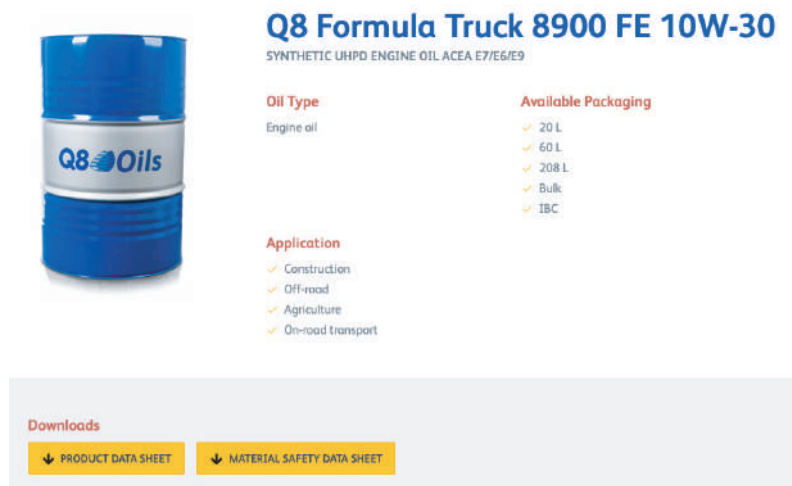 Q8 Formula Truck 8900 FE 10W-30
SYNTHETIC UHPD ENGINE OIL ACEA E7/E6/E9
Oil Type
Engine oil
Available Packaging
20 L
60 L
208 L
Bulk
IBC
Q8 Oils
Application
Construction
Off-road
Agriculture
On-road transport
Downloads
PRODUCT DATA SHEET
MATERIAL SAFETY DATA SHEET